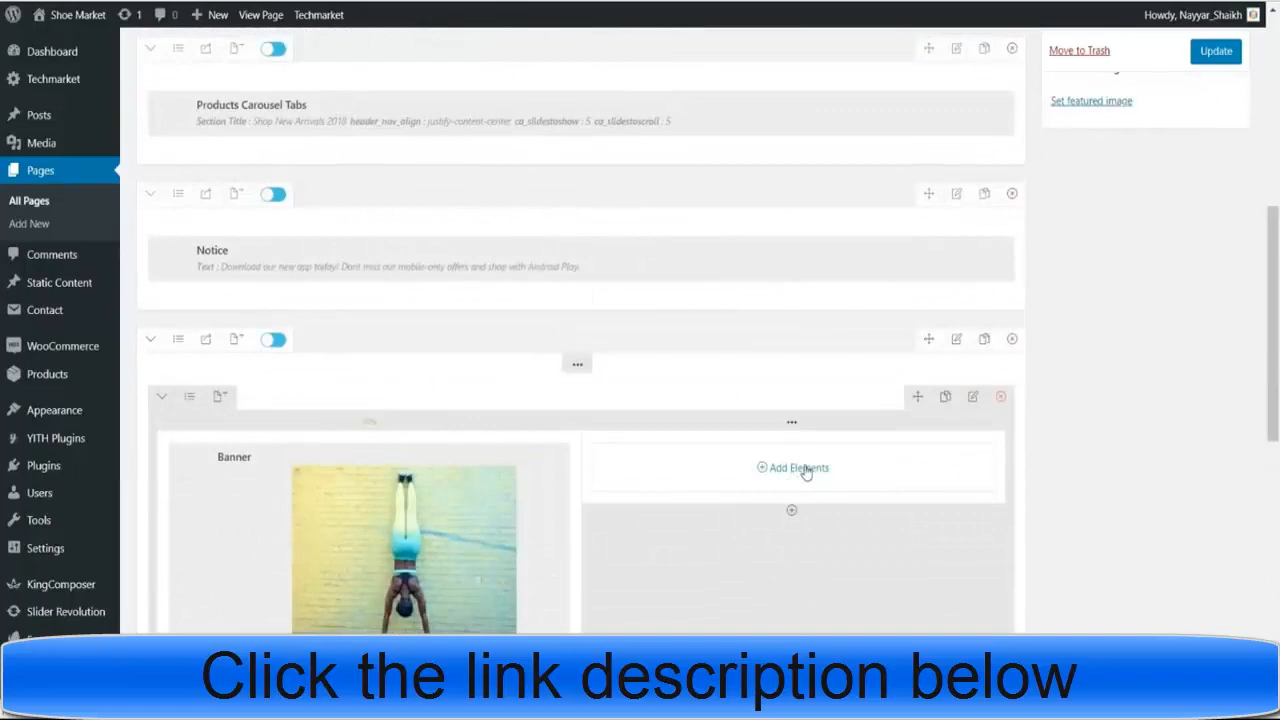 Shoe Market 1 0 New View Page Techmarket Howdy, Nayyar_Shaikh
Dashboard
Techmarket
Posts
Media
Pages
All Pages
Add New
Comments
Static Content
Contact
WooCommerce
Products
Appearance
YITH Plugins
Plugins
Users
Tools
Settings
KingComposer
Slider Revolution
Products Carousel Tabs
Section Title : Shop New Arrivals 2018 header_nav_align : justify-content-center ca_slidestoshow : 5 ca_slidestoscroll : 5
Notice
Text : Download our new app today! Dont miss our mobile-only offers and shop with Android Play.
Banner
Add Elements
Move to Trash
Update
Set featured image
Click the link description below